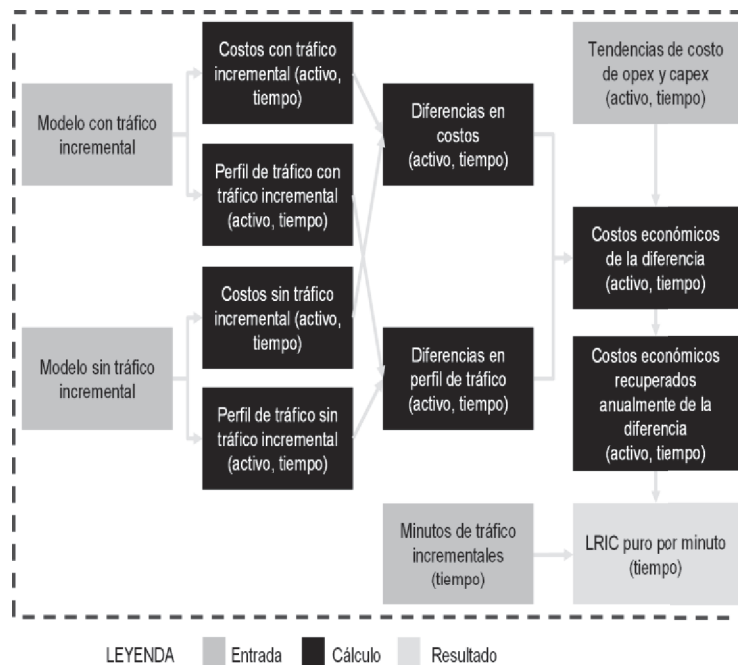 Modelo con tráfico
incremental
Costos con tráfico
incremental (activo,
tiempo)
Perfil de tráfico con
tráfico incremental
(activo, tiempo)
Modelo sin tráfico
incremental
Costos sin tráfico
incremental (activo,
tiempo)
Perfil de tráfico sin
tráfico incremental
(activo, tiempo)
Diferencias en
costos
(activo, tiempo)
Diferencias en
perfil de tráfico
(activo, tiempo)
Minutos de tráfico
incrementales
(tiempo)
Tendencias de costo
de opex y capex
(activo, tiempo)
Costos económicos
de la diferencia
(activo, tiempo)
Costos económicos
recuperados
anualmente de la
diferencia
(activo, tiempo)
LRIC puro por minuto
(tiempo)
LEYENDA
Entrada
Cálculo
Resultado